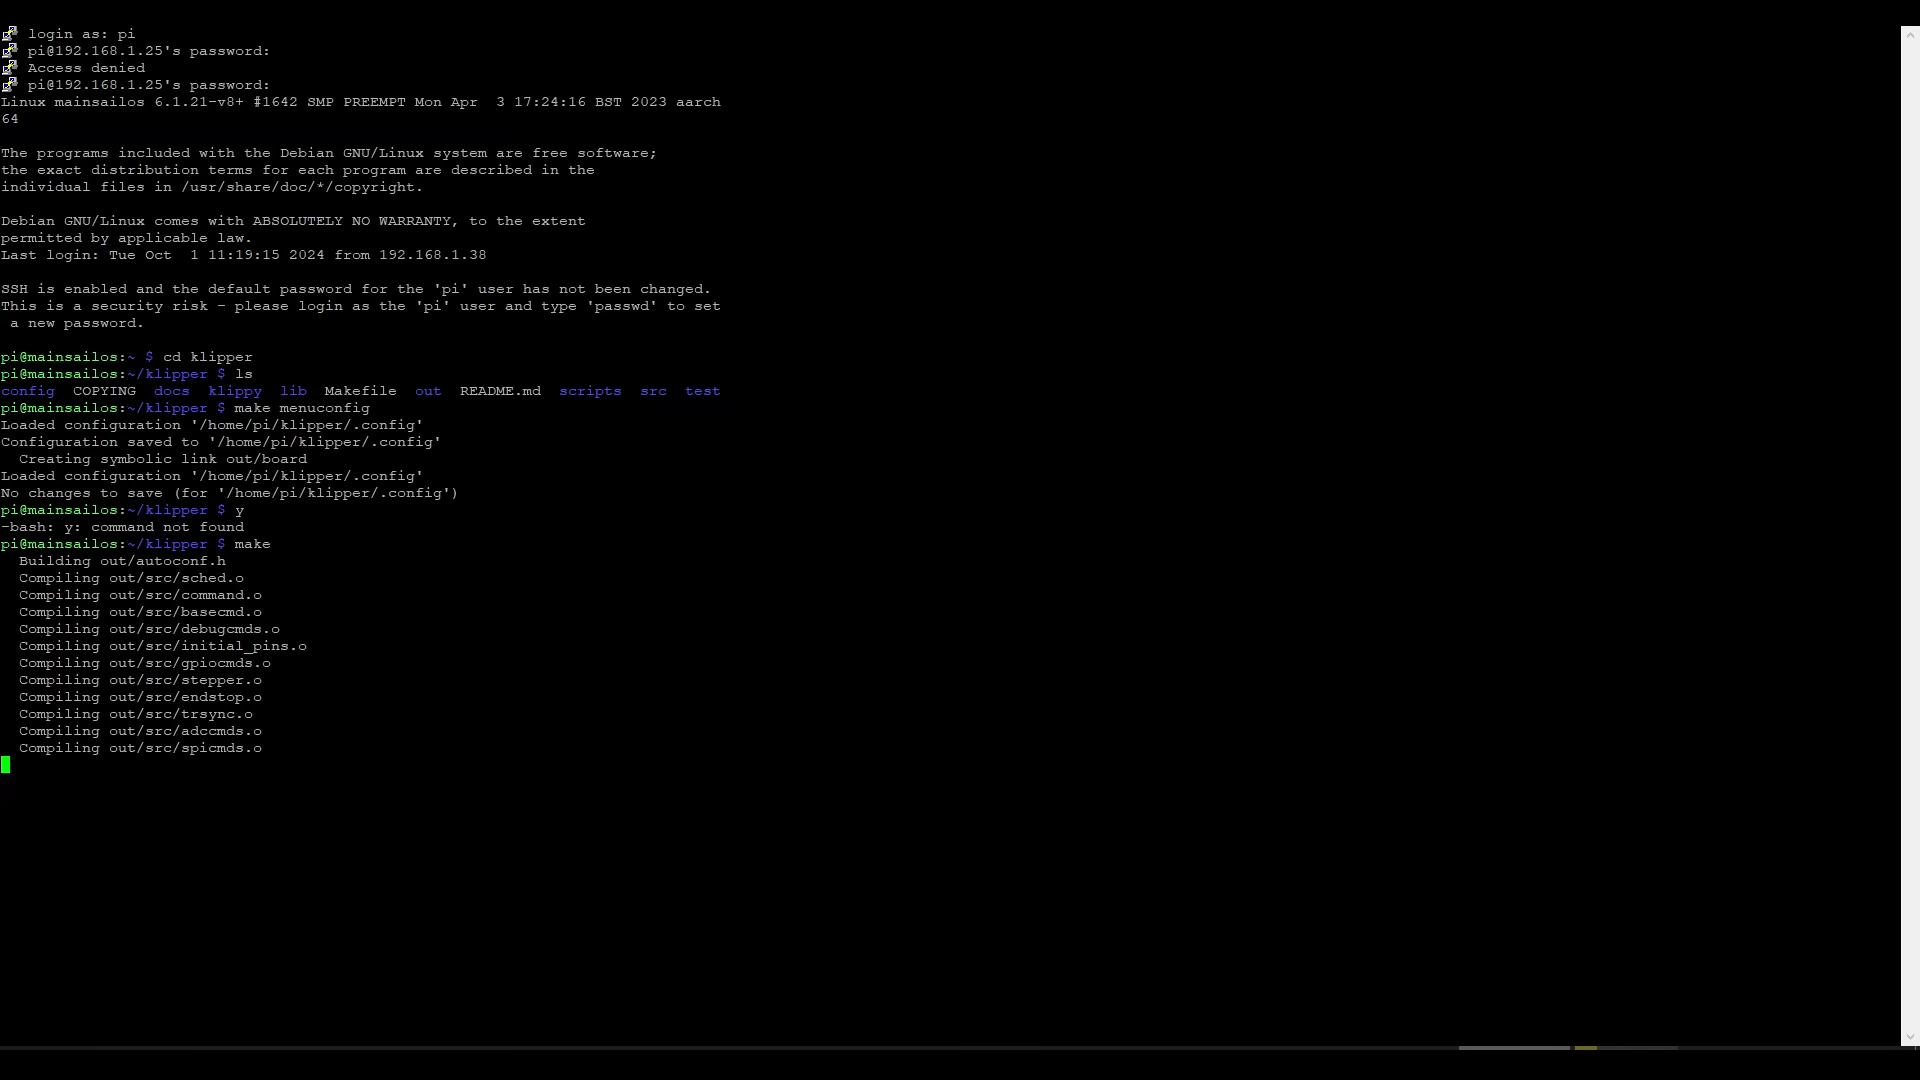 login as: pi
pi@192.168.1.25's password:
Access denied
pi@192.168.1.25's password:
Linux mainsailos 6.1.21-v8+ #1642 SMP PREEMPT Mon Apr  3 17:24:16 BST 2023 aarch
64
The programs included with the Debian GNU/Linux system are free software;
the exact distribution terms for each program are described in the
individual files in /usr/share/doc/*/copyright.
Debian GNU/Linux comes with ABSOLUTELY NO WARRANTY, to the extent
permitted by applicable law.
Last login: Tue Oct  1 11:19:15 2024 from 192.168.1.38
SSH is enabled and the default password for the 'pi' user has not been changed.
This is a security risk - please login as the 'pi' user and type 'passwd' to set
 a new password.
pi@mainsailos:~ $ cd klipper
pi@mainsailos:~/klipper $ ls
config  COPYING  docs  klippy  lib  Makefile  out  README.md  scripts  src  test
pi@mainsailos:~/klipper $ make menuconfig
Loaded configuration '/home/pi/klipper/.config'
Configuration saved to '/home/pi/klipper/.config'
  Creating symbolic link out/board
Loaded configuration '/home/pi/klipper/.config'
No changes to save (for '/home/pi/klipper/.config')
pi@mainsailos:~/klipper $ y
-bash: y: command not found
pi@mainsailos:~/klipper $ make
  Building out/autoconf.h
  Compiling out/src/sched.o
  Compiling out/src/command.o
  Compiling out/src/basecmd.o
  Compiling out/src/debugcmds.o
  Compiling out/src/initial_pins.o
  Compiling out/src/gpiocmds.o
  Compiling out/src/stepper.o
  Compiling out/src/endstop.o
  Compiling out/src/trsync.o
  Compiling out/src/adccmds.o
  Compiling out/src/spicmds.o